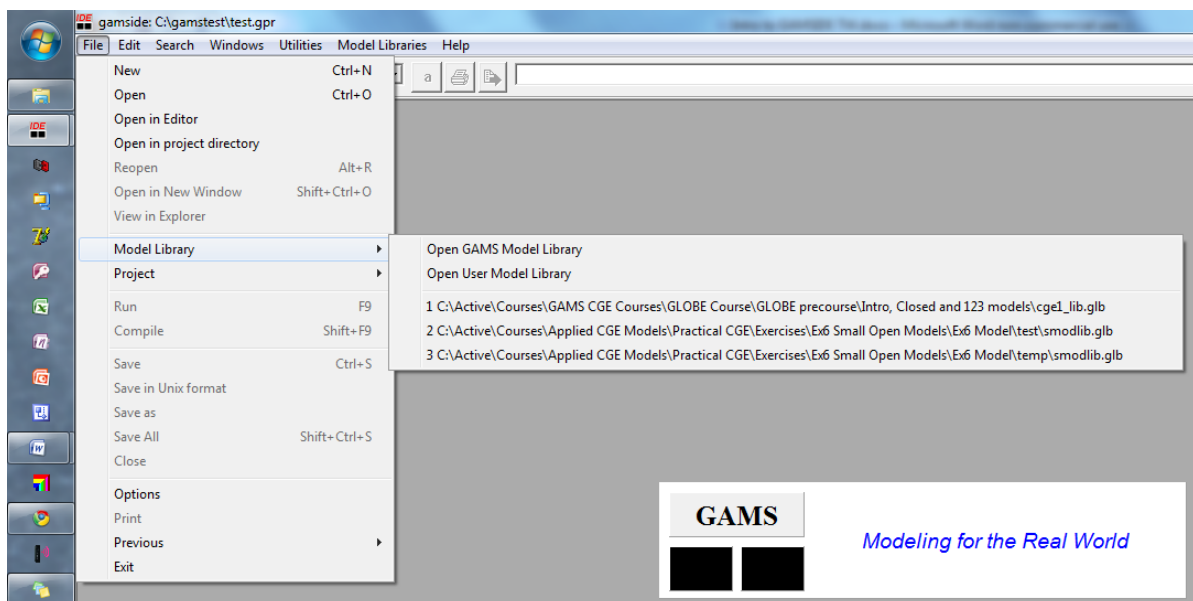 gamside: C:\gamstest\test.gpr
File Edit Search Windows Utilities Model Libraries Help
a
New Ctrl+N
Open Ctrl+O
Open in Editor
Open in project directory
Reopen Alt+R
Open in New Window Shift+Ctrl+O
View in Explorer
Model Library
Open GAMS Model Library
Project
Open User Model Library
Run F9
1 C:\Active\Courses\GAMS CGE Courses\GLOBE Course\GLOBE precourse\Intro, Closed and 123 models\cge1_lib.glb
Compile Shift+F9
2 C:\Active\Courses\Applied CGE Models\Practical CGE\Exercises\Ex6 Small Open Models\Ex6 Model\test\smodlib.glb
3 C:\Active\Courses\Applied CGE Models\Practical CGE\Exercises\Ex6 Small Open Models\Ex6 Model\temp\smodlib.glb
Save Ctrl+S
Save in Unix format
Save as
Save All Shift+Ctrl+S
Close
Options
Print
Previous
Exit
IDE
GAMS
Modeling for the Real World